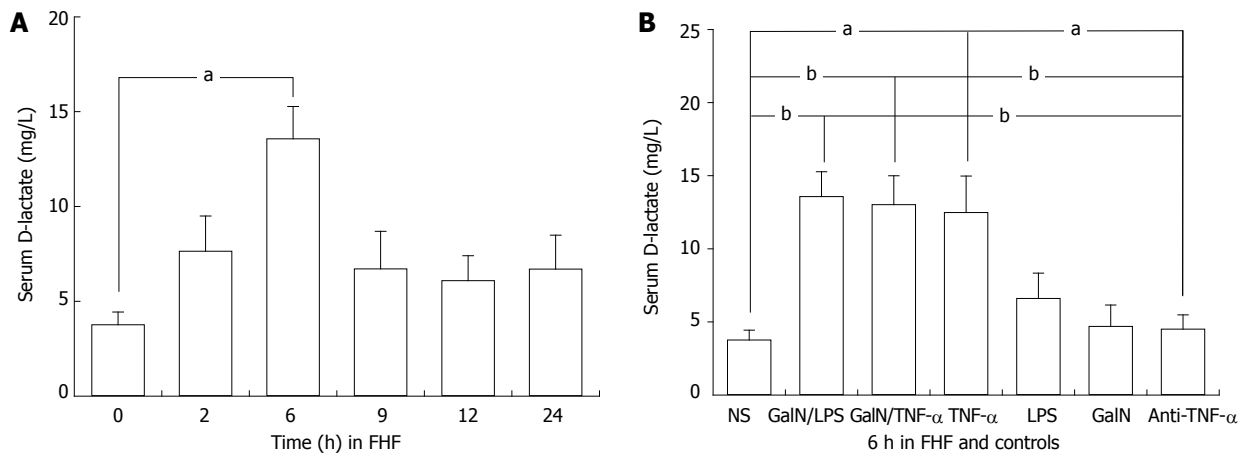 A
Serum D-lactate (mg/L)
20
15
10
5
0
a
0 2 6 9 12 24
Time (h) in FHF
B
Serum D-lactate (mg/L)
25
20
15
10
5
0
a a
b b
b b
NS GalN/LPS GalN/TNF-α TNF-α LPS GalN Anti-TNF-α
6 h in FHF and controls